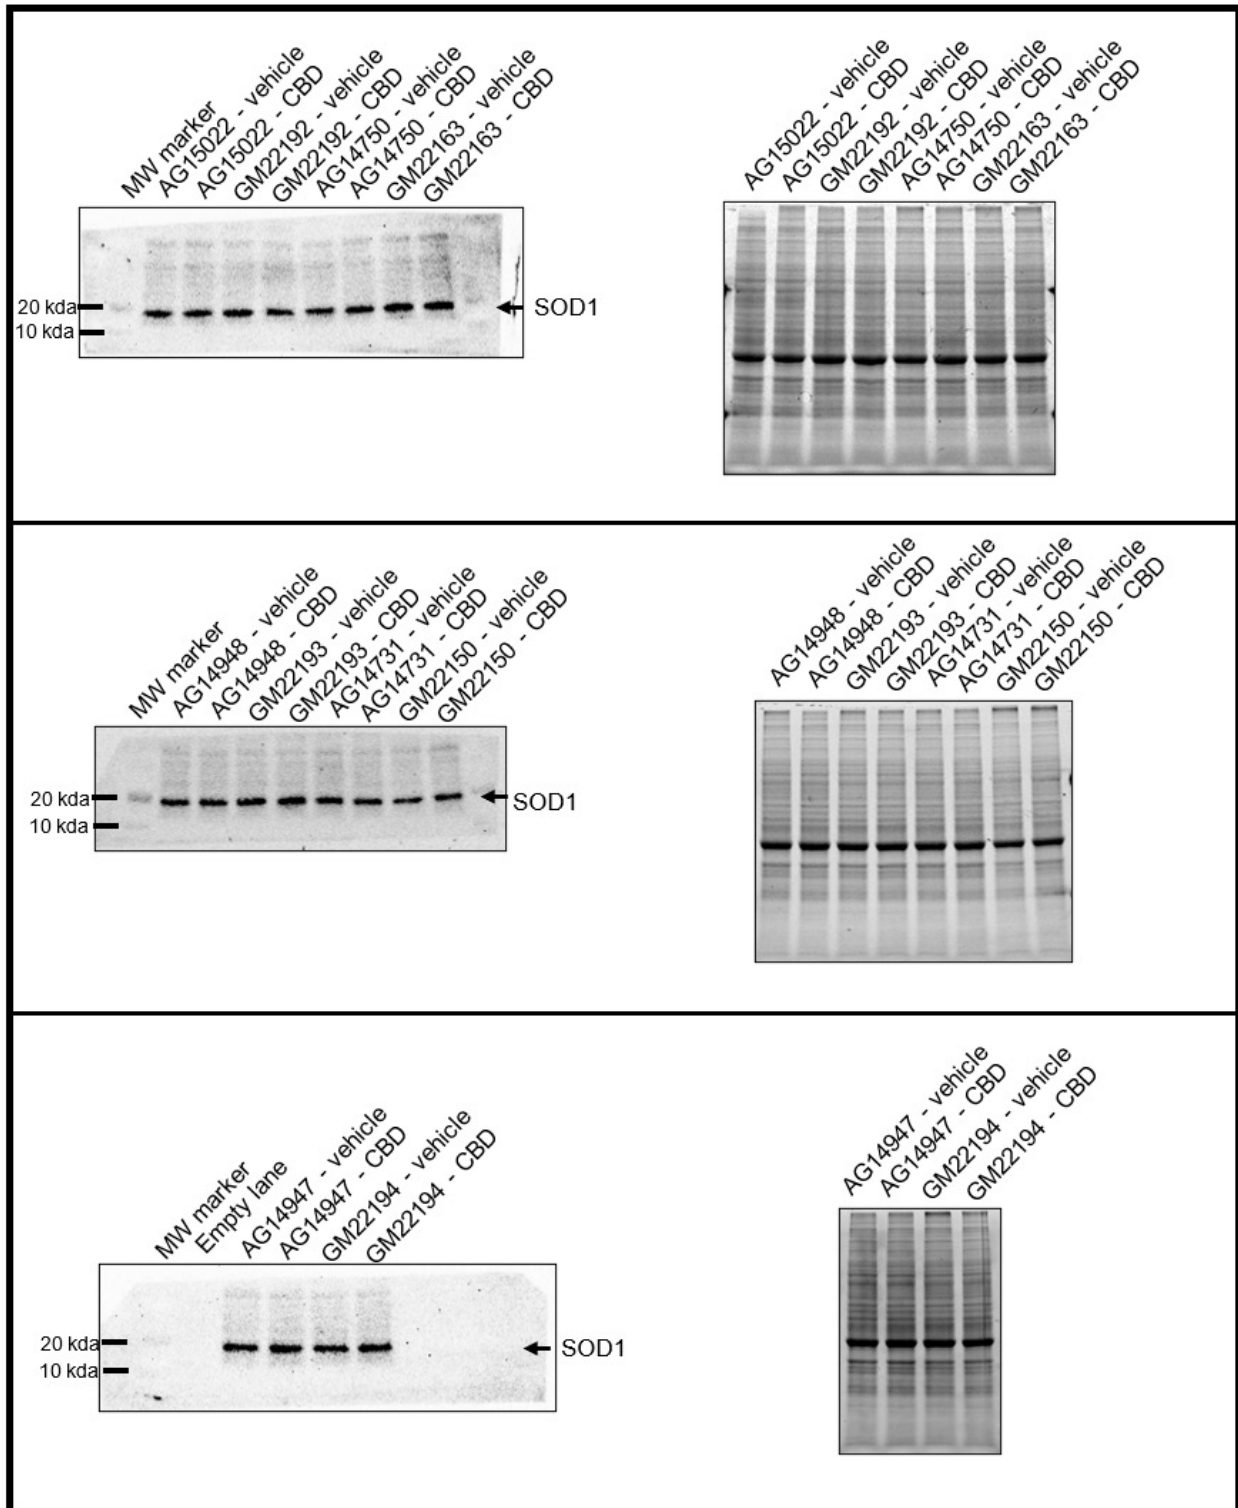 MW marker
AG15022 - vehicle
AG15022 - CBD
GM22192 - vehicle
GM22192 - CBD
AG14750 - vehicle
AG14750 - CBD
GM22163 - vehicle
GM22163 - CBD
20 kda
10 kda
SOD1
AG15022 - vehicle
AG15022 - CBD
GM22192 - vehicle
GM22192 - CBD
AG14750 - vehicle
AG14750 - CBD
GM22163 - vehicle
GM22163 - CBD
MW marker
AG14948 - vehicle
AG14948 - CBD
GM22193 - vehicle
GM22193 - CBD
AG14731 - vehicle
AG14731 - CBD
GM22150 - vehicle
GM22150 - CBD
20 kda
10 kda
SOD1
AG14948 - vehicle
AG14948 - CBD
GM22193 - vehicle
GM22193 - CBD
AG14731 - vehicle
AG14731 - CBD
GM22150 - vehicle
GM22150 - CBD
MW marker
Empty lane
AG14947 - vehicle
AG14947 - CBD
GM22194 - vehicle
GM22194 - CBD
20 kda
10 kda
SOD1
AG14947 - vehicle
AG14947 - CBD
GM22194 - vehicle
GM22194 - CBD